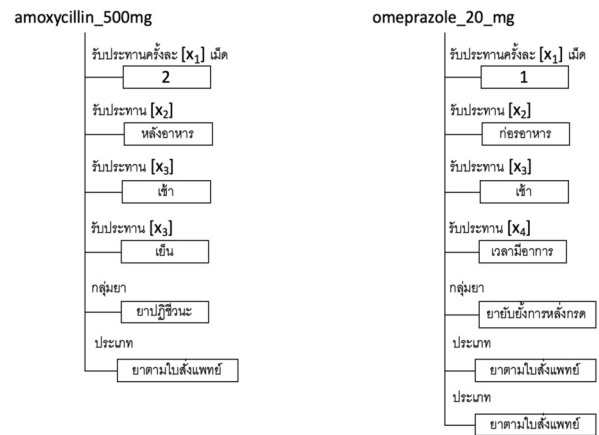 amoxycillin_500mg
รับประทานครั้งละ [x1] เม็ด
2
รับประทาน [x2]
หลังอาหาร
รับประทาน [x3]
เช้า
รับประทาน [x3]
เย็น
กลุ่มยา
ยาปฏิชีวนะ
ประเภท
ยาตามใบสั่งแพทย์
omeprazole_20_mg
รับประทานครั้งละ [x1] เม็ด
1
รับประทาน [x2]
ก่อรอาหาร
รับประทาน [x3]
เช้า
รับประทาน [x4]
เวลามีอาการ
กลุ่มยา
ยายับยั้งการหลั่งกรด
ประเภท
ยาตามใบสั่งแพทย์
ประเภท
ยาตามใบสั่งแพทย์